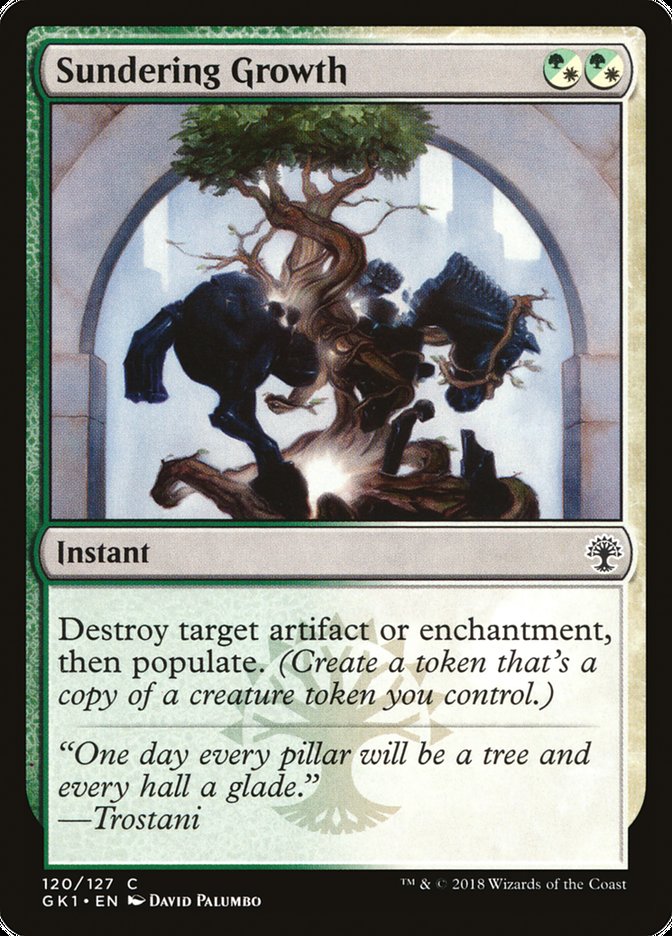 Sundering Growth
Instant
Destroy target artifact or enchantment,
then populate. (Create a token that's a
copy of a creature token you control.)
“One day every pillar will be a tree and
every hall a glade.”
—Trostani
120/127 C
GK1 • EN David Palumbo
™ & © 2018 Wizards of the Coast